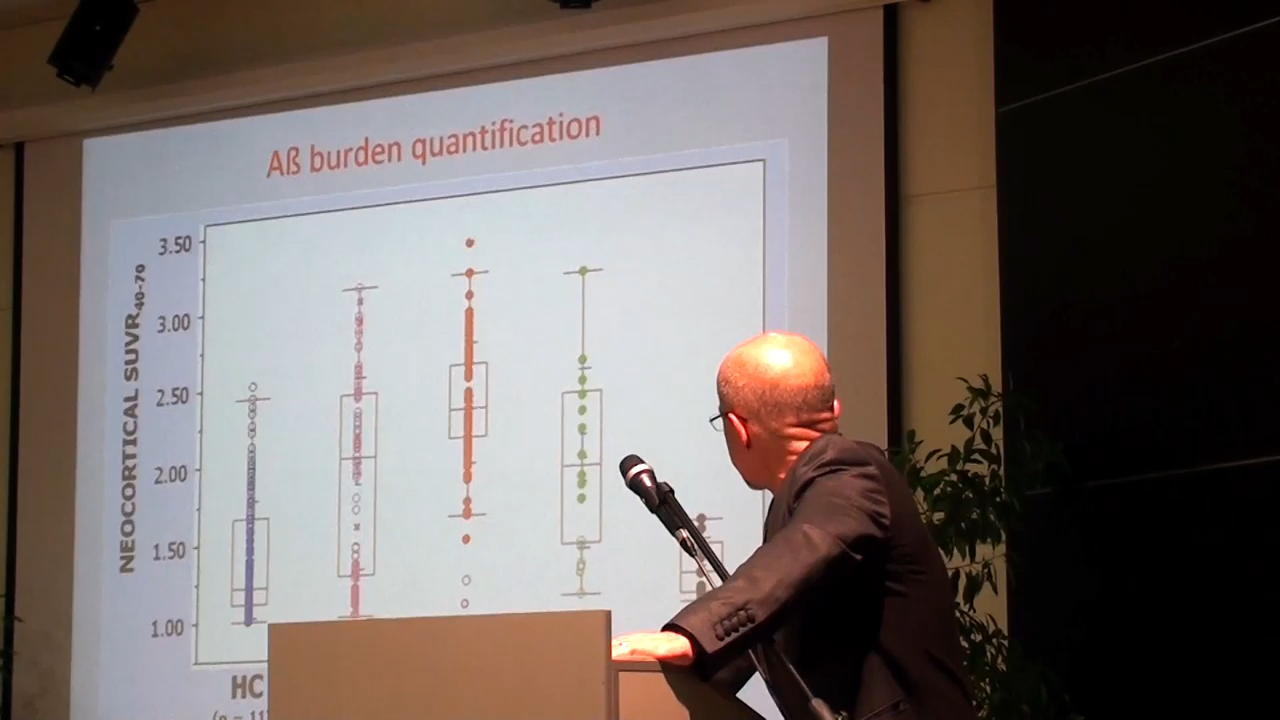 Aß burden quantification
NEOCORTICAL SUVR40-70
3.50
3.00
2.50
2.00
1.50
1.00
HC